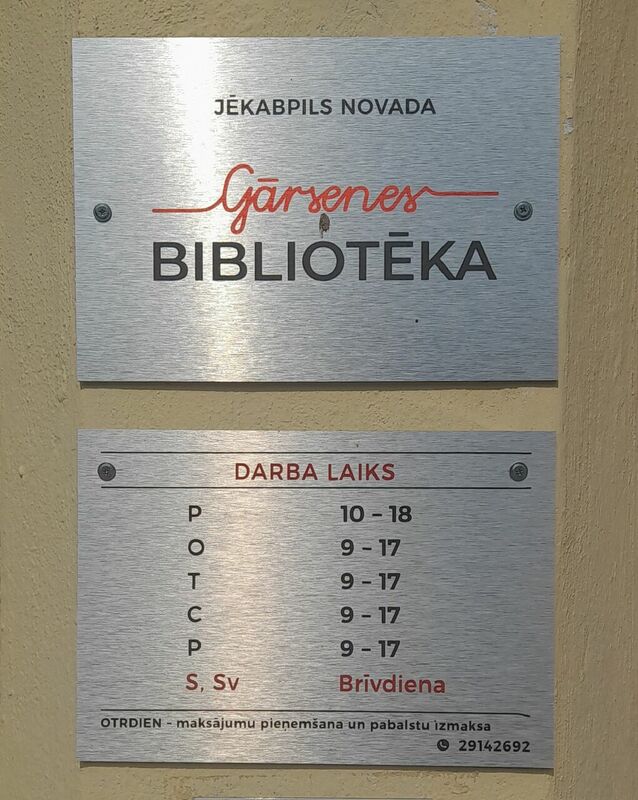 JĒKABPILS NOVADA
Gārsenes
BIBLIOTĒKA
DARBA LAIKS
P 10 - 18
O 9 - 17
T 9 - 17
C 9 - 17
P 9 - 17
S, Sv Brīvdiena
OTRDIEN - maksājumu pieņemšana un pabalstu izmaksa
29142692